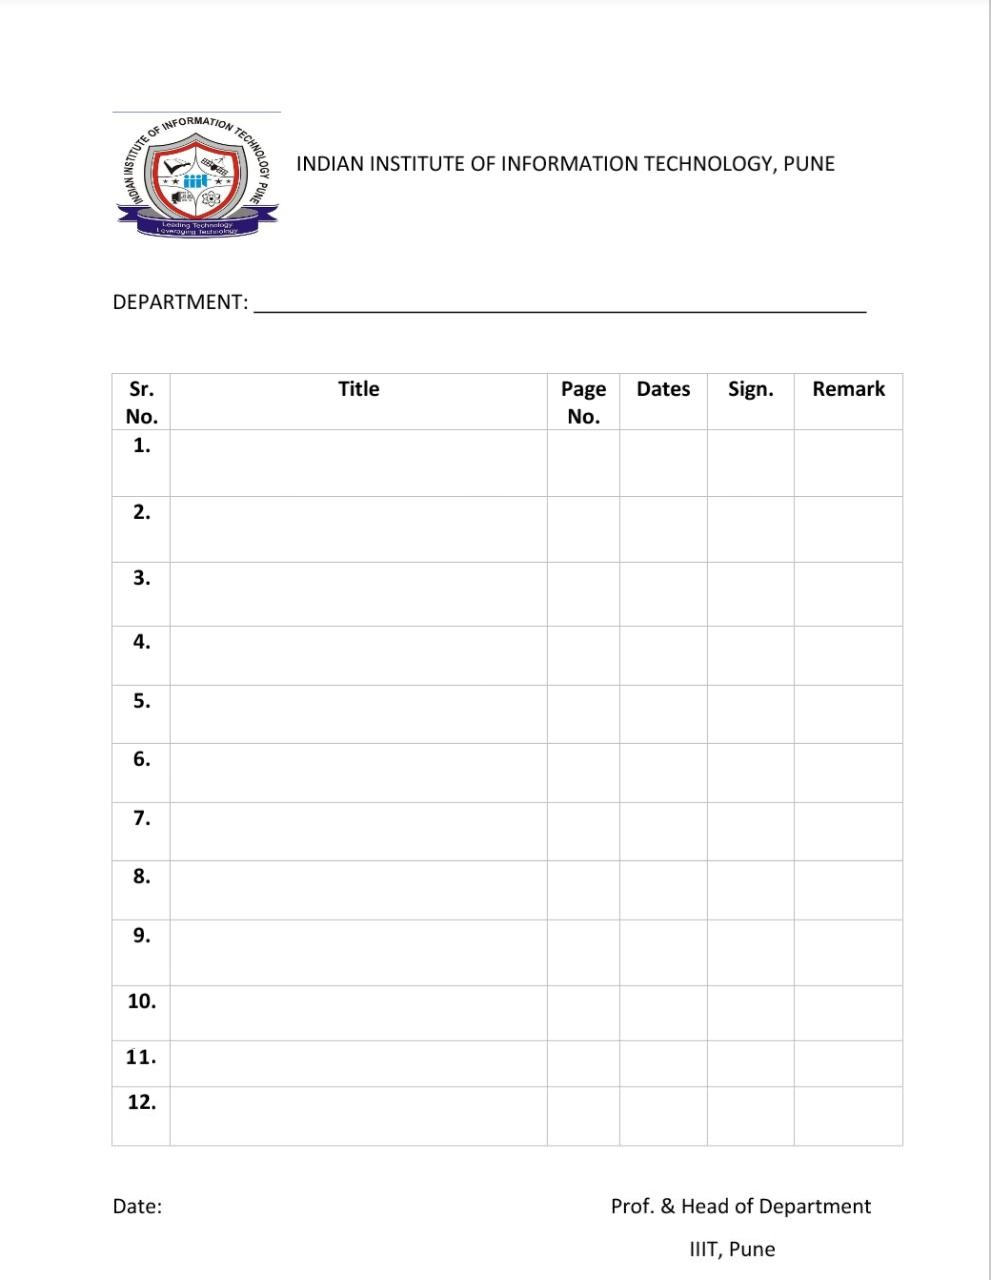 INDIAN INSTITUTE OF INFORMATION TECHNOLOGY PUNE
Leading Technology
Leveraging Technology
INDIAN INSTITUTE OF INFORMATION TECHNOLOGY, PUNE
DEPARTMENT:
Sr. No. Title Page No. Dates Sign. Remark
1.
2.
3.
4.
5.
6.
7.
8.
9.
10.
11.
12.
Date: Prof. & Head of Department
IIIT, Pune